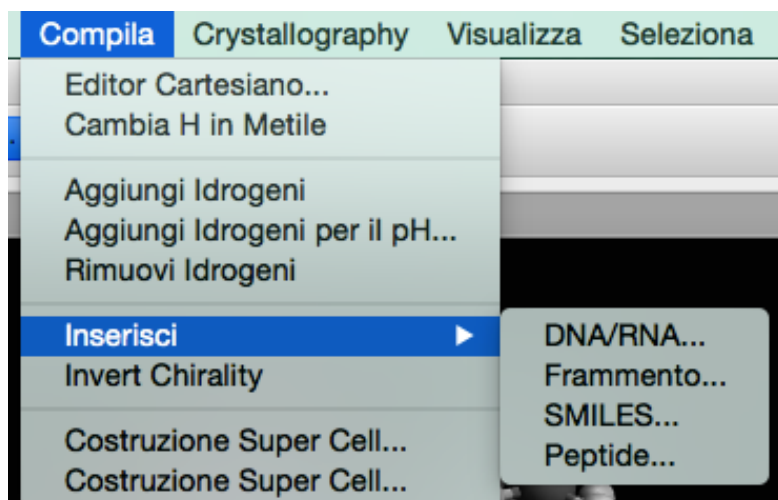 Compila Crystallography Visualizza Seleziona
Editor Cartesiano...
Cambia H in Metile
Aggiungi Idrogeni
Aggiungi Idrogeni per il pH...
Rimuovi Idrogeni
Inserisci
Invert Chirality
Costruzione Super Cell...
Costruzione Super Cell...
DNA/RNA...
Frammento...
SMILES...
Peptide...